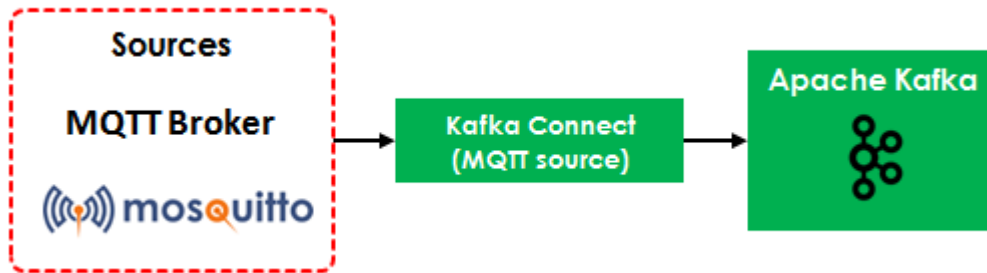 Sources
MQTT Broker
mosquitto
Kafka Connect
(MQTT source)
Apache Kafka